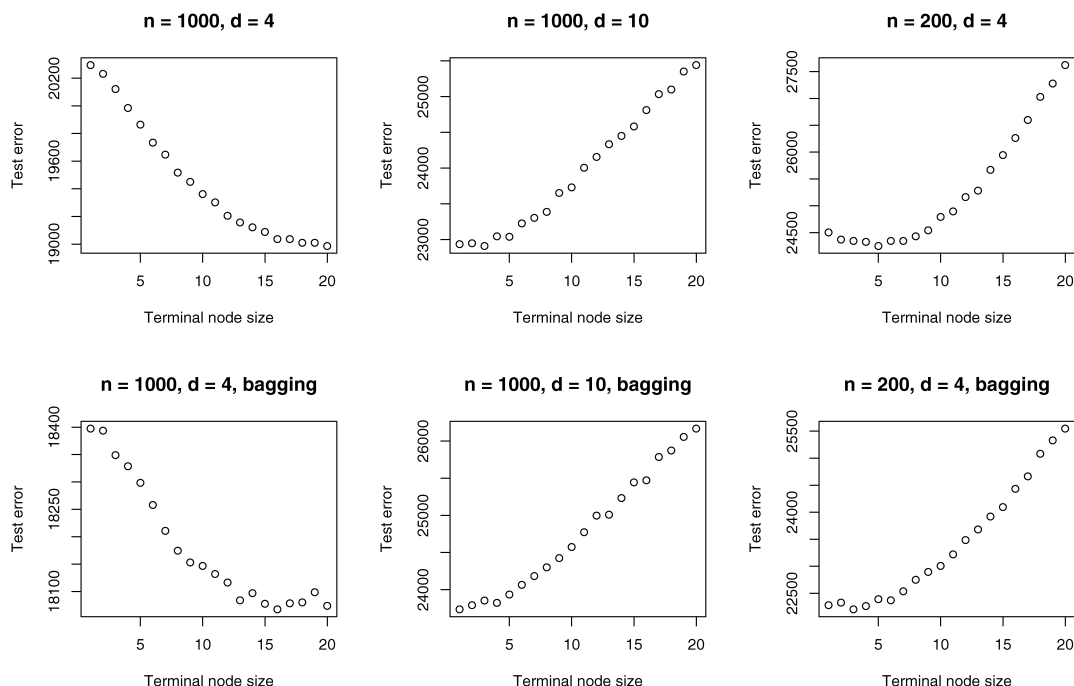 n = 1000, d = 4
n = 1000, d = 10
n = 200, d = 4
Test error
19000 19600 20200
5 10 15 20
Terminal node size
Test error
23000 24000 25000
5 10 15 20
Terminal node size
Test error
24500 26000 27500
5 10 15 20
Terminal node size
n = 1000, d = 4, bagging
n = 1000, d = 10, bagging
n = 200, d = 4, bagging
Test error
18100 18250 18400
5 10 15 20
Terminal node size
Test error
24000 25000 26000
5 10 15 20
Terminal node size
Test error
22500 24000 25500
5 10 15 20
Terminal node size